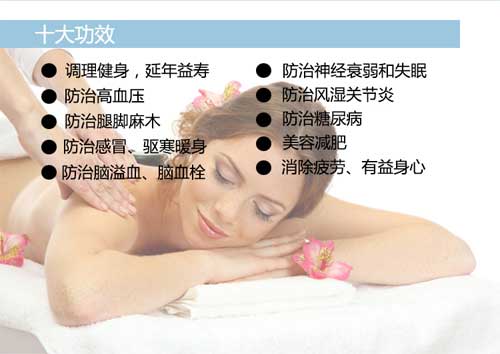 十大功效
● 调理健身，延年益寿
● 防治高血压
● 防治腿脚麻木
● 防治感冒、驱寒暖身
● 防治脑溢血、脑血栓
● 防治神经衰弱和失眠
● 防治风湿关节炎
● 防治糖尿病
● 美容减肥
● 消除疲劳、有益身心